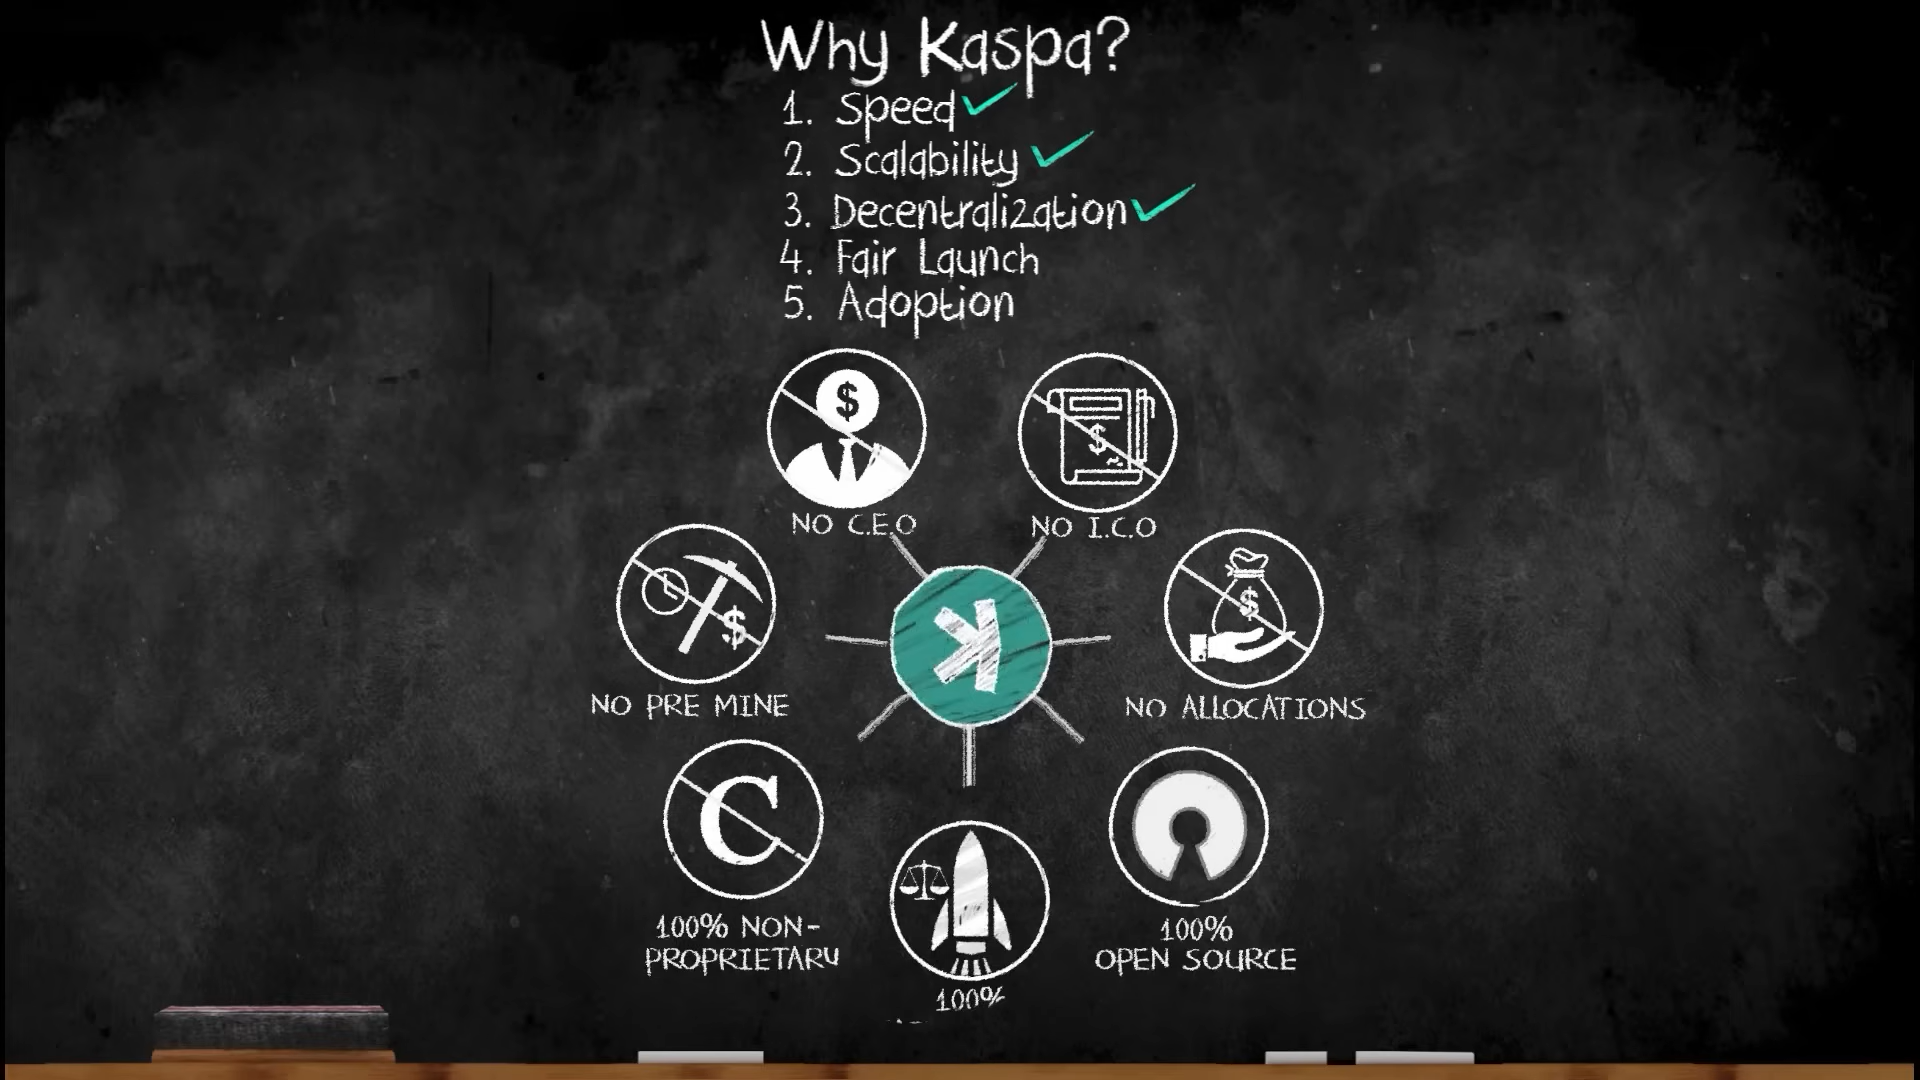 Why Kaspa?
1. Speed
2. Scalability
3. Decentralization
4. Fair Launch
5. Adoption
$
$
NO C.E.O
NO I.C.O
$
$
NO PRE MINE
NO ALLOCATIONS
K
C
100% NON-
PROPRIETARY
100%
OPEN SOURCE
100%